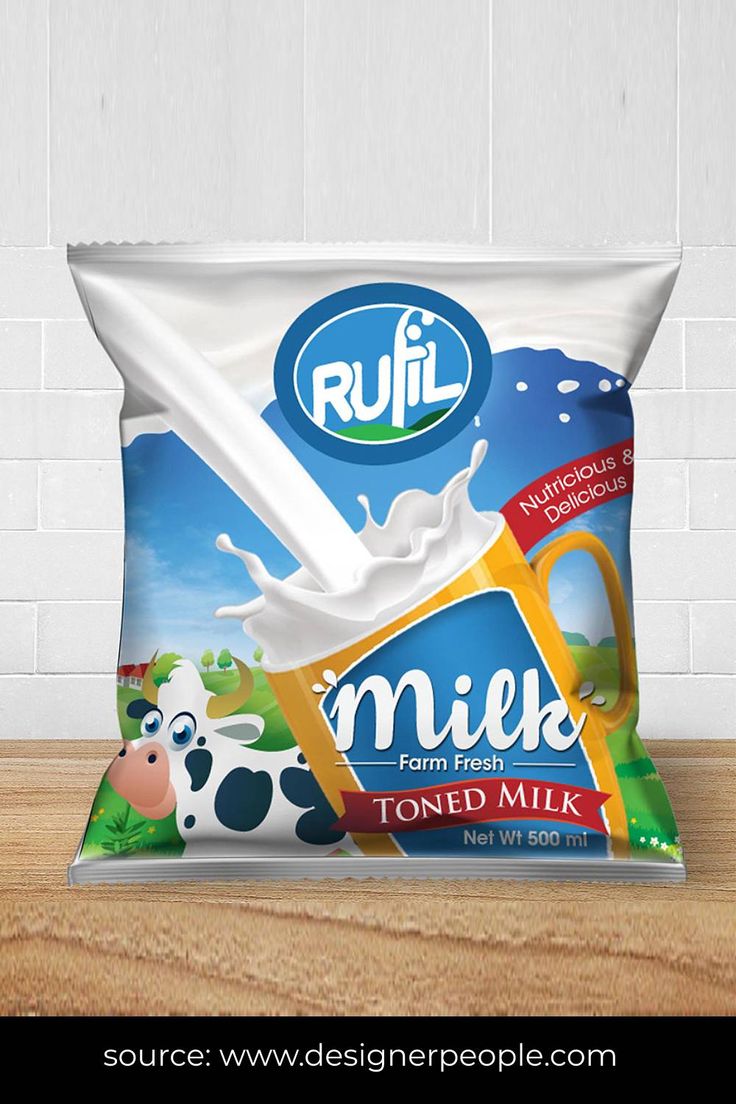 RUfiL
Nutricious &
Delicious
Milk
Farm Fresh
TONED MILK
Net Wt 500 ml
source: www.designerpeople.com